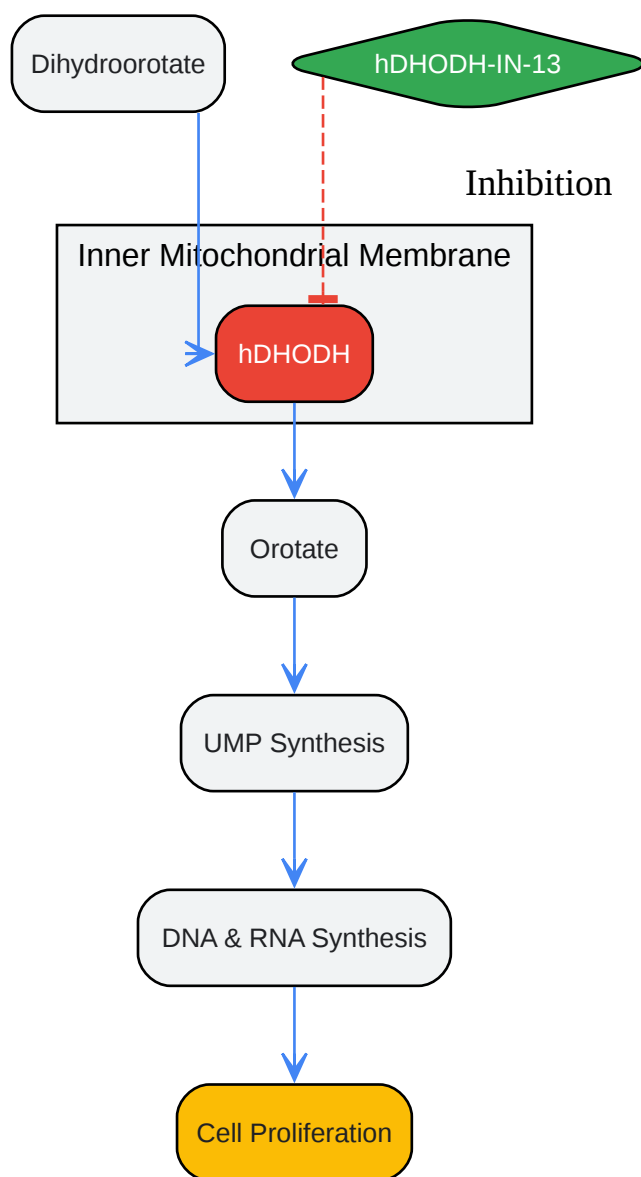 Dihydroorotate
hDHODH-IN-13
Inhibition
Inner Mitochondrial Membrane
hDHODH
Orotate
UMP Synthesis
DNA & RNA Synthesis
Cell Proliferation